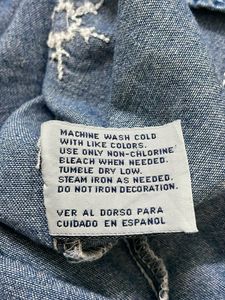 MACHINE WASH COLD
WITH LIKE COLORS.
USE ONLY NON-CHLORINE
BLEACH WHEN NEEDED.
TUMBLE DRY LOW.
STEAM IRON AS NEEDED.
DO NOT IRON DECORATION.
VER AL DORSO PARA
CUIDADO EN ESPAÑOL